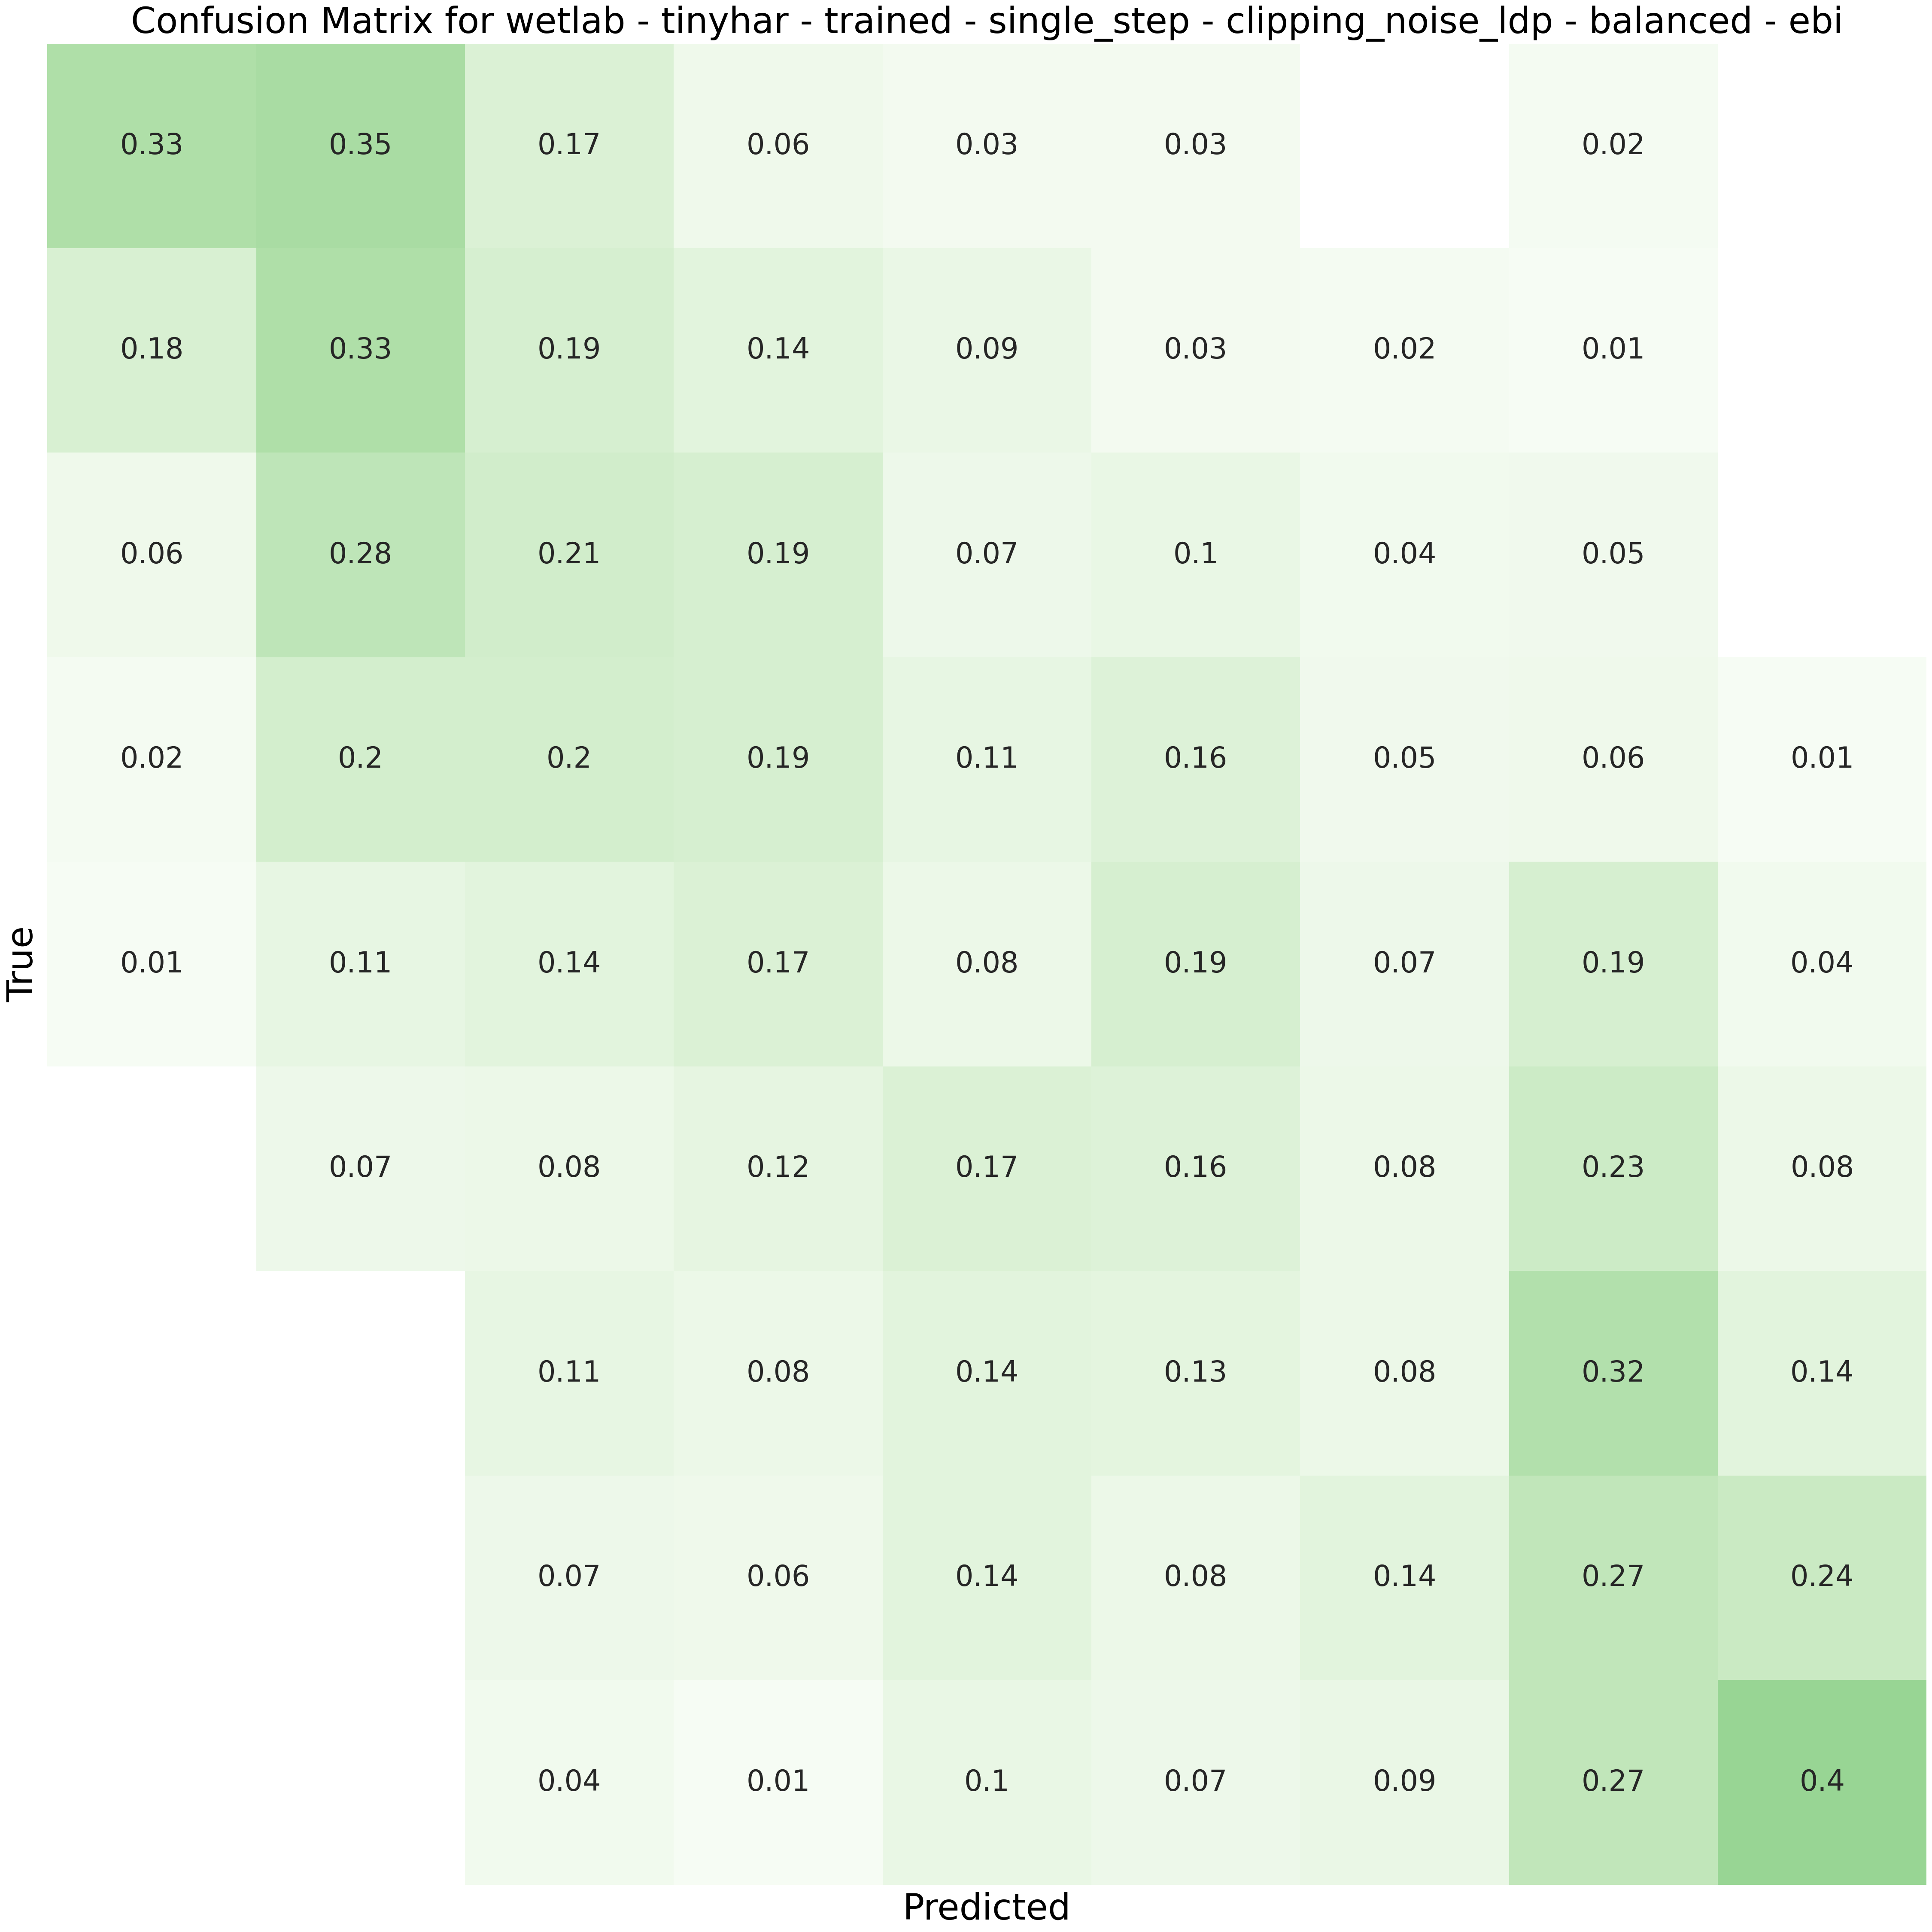 Confusion Matrix for wetlab - tinyhar - trained - single_step - clipping_noise_ldp - balanced - ebi
0.33 0.35 0.17 0.06 0.03 0.03 0.02
0.18 0.33 0.19 0.14 0.09 0.03 0.02 0.01
0.06 0.28 0.21 0.19 0.07 0.1 0.04 0.05
0.02 0.2 0.2 0.19 0.11 0.16 0.05 0.06 0.01
0.01 0.11 0.14 0.17 0.08 0.19 0.07 0.19 0.04
0.07 0.08 0.12 0.17 0.16 0.08 0.23 0.08
0.11 0.08 0.14 0.13 0.08 0.32 0.14
0.07 0.06 0.14 0.08 0.14 0.27 0.24
0.04 0.01 0.1 0.07 0.09 0.27 0.4
True
Predicted